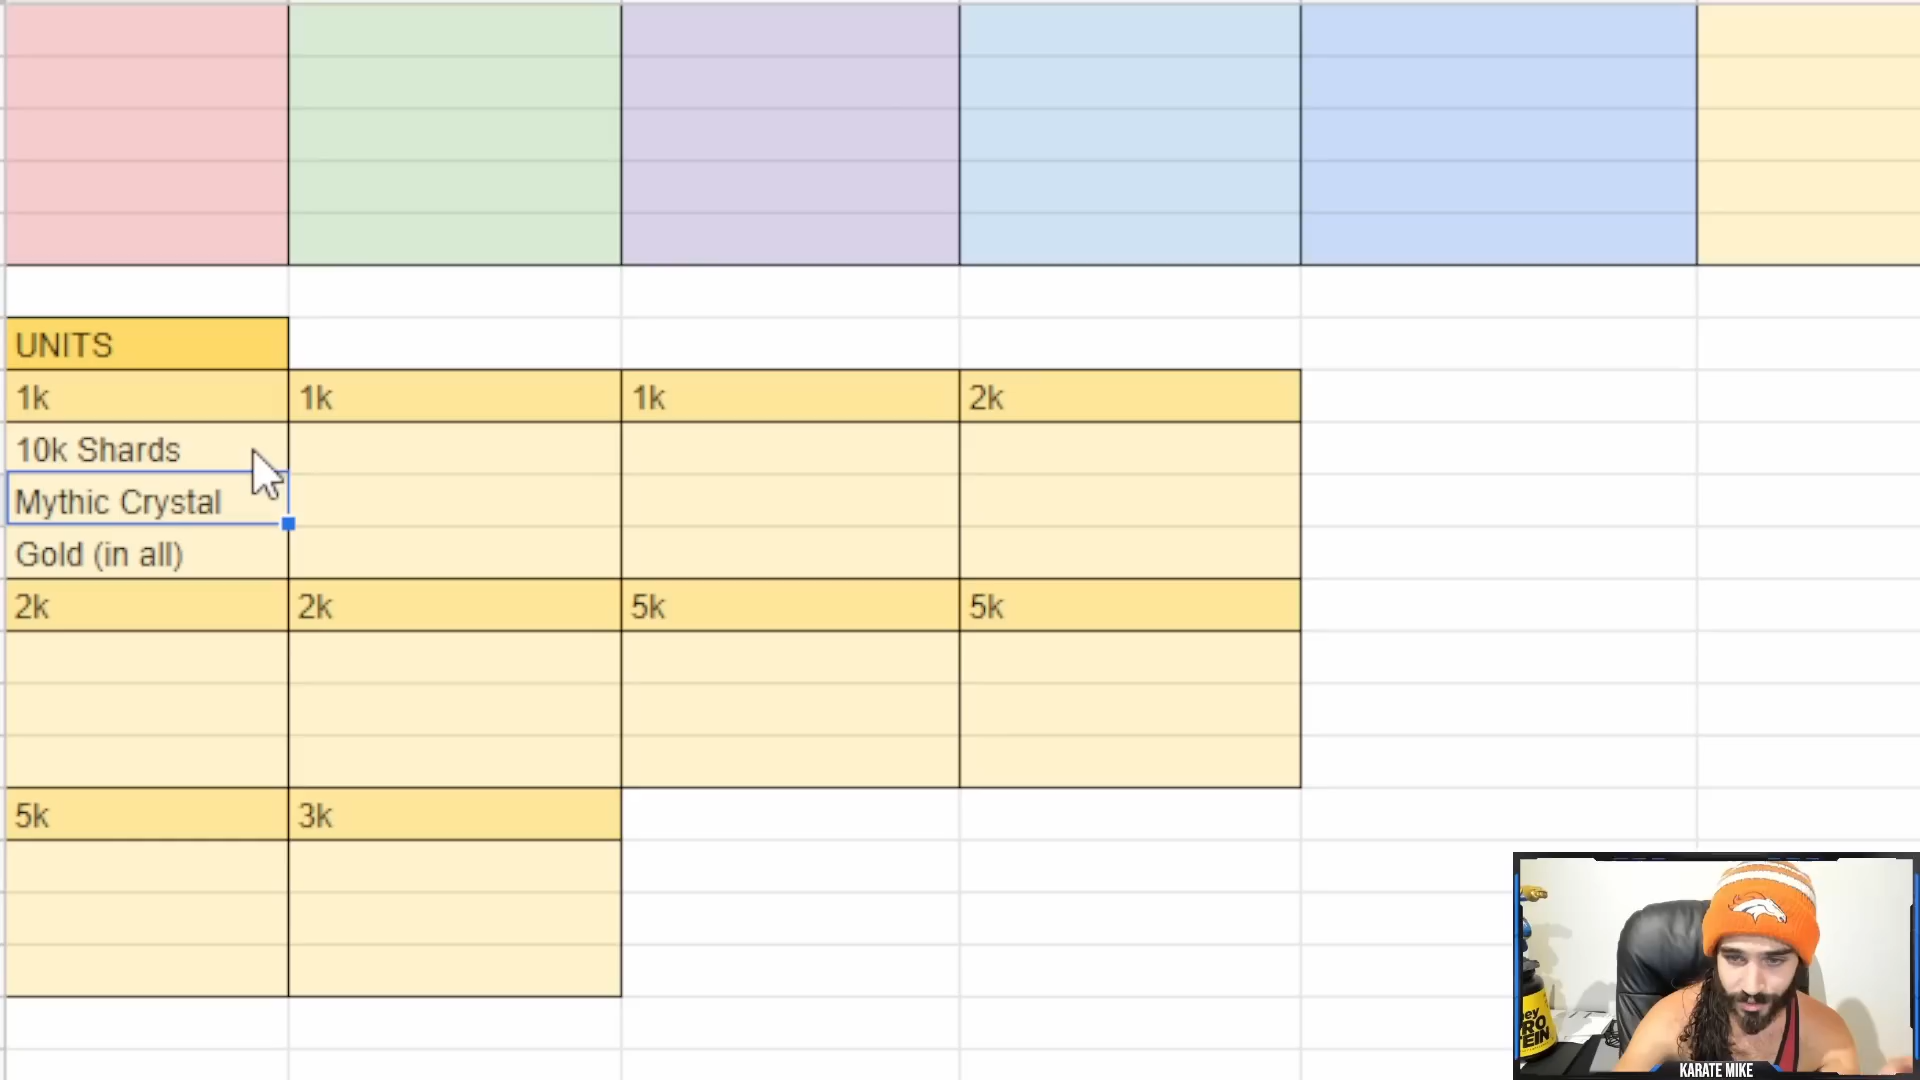 UNITS
1k 1k 1k 2k
10k Shards
Mythic Crystal
Gold (in all)
2k 2k 5k 5k
5k 3k
KARATE MIKE